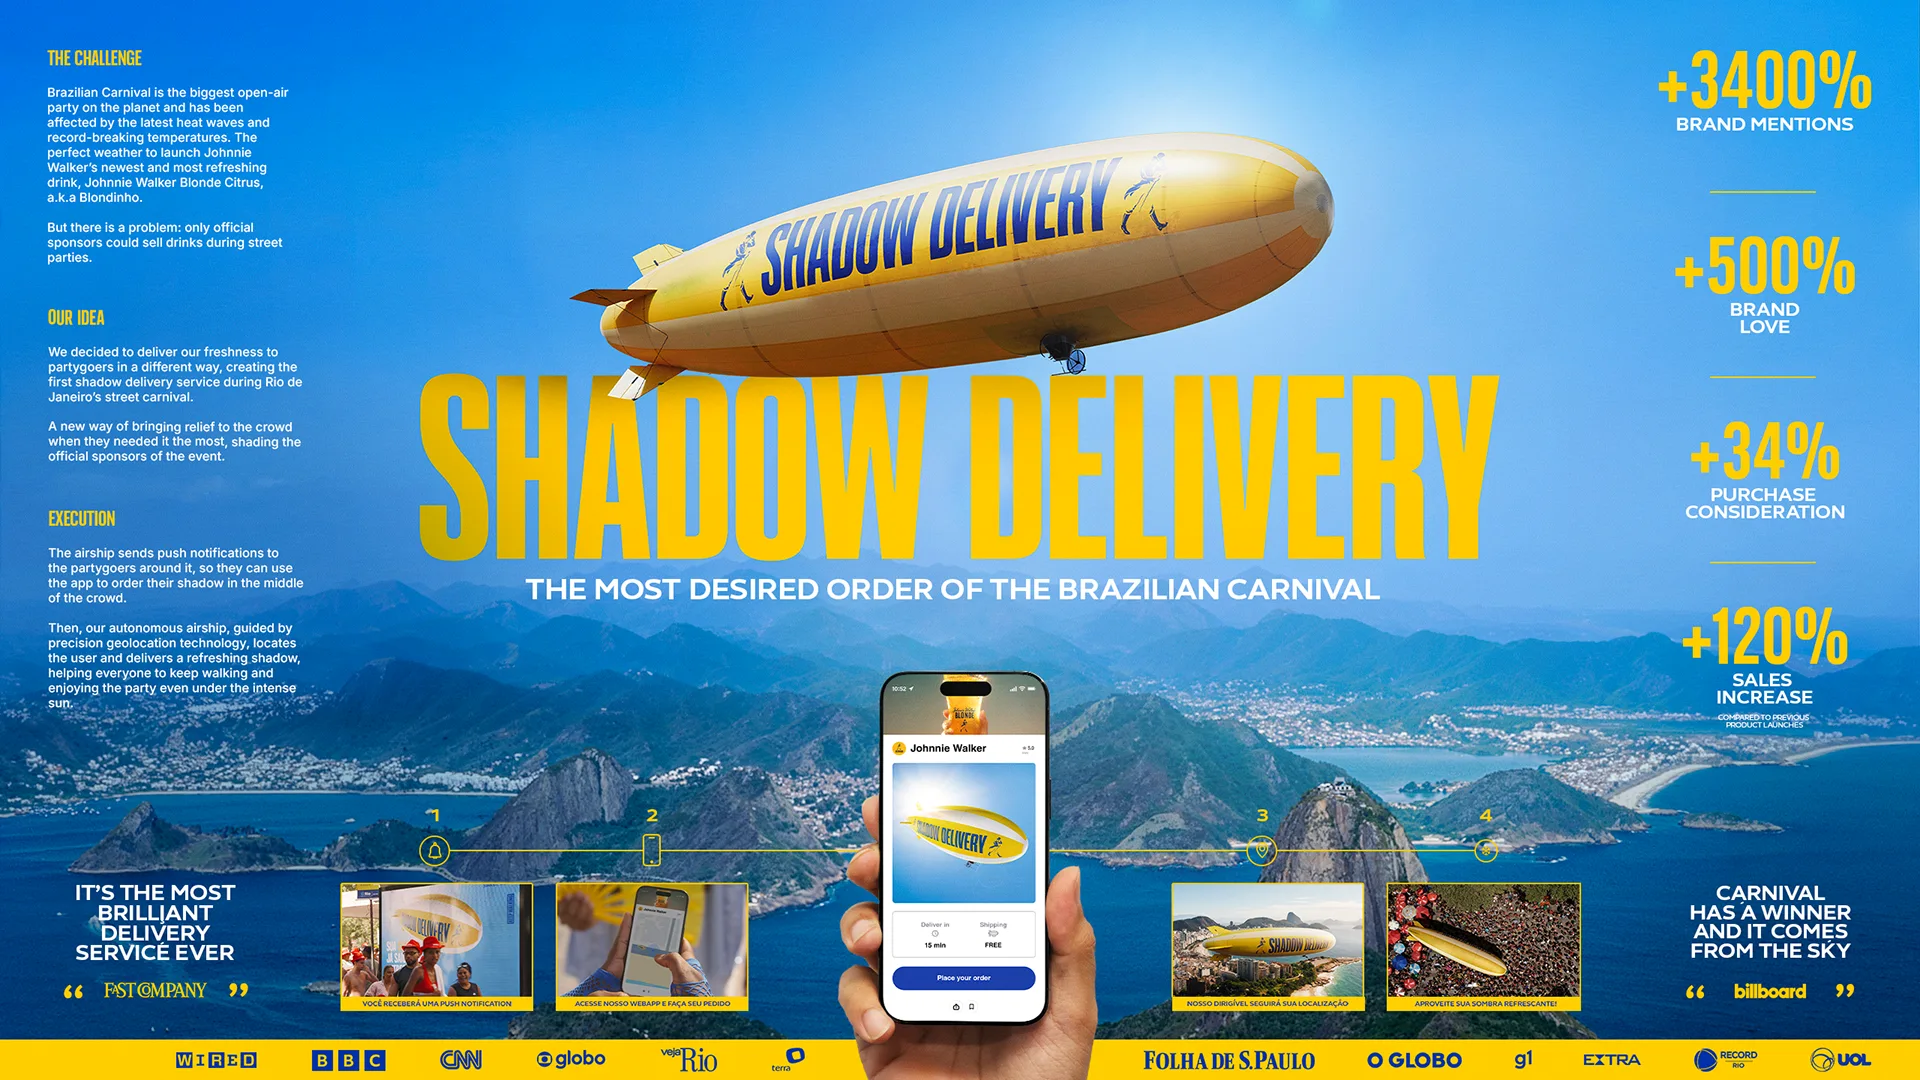 THE CHALLENGE
Brazilian Carnival is the biggest open-air
party on the planet and has been
affected by the latest heat waves and
record-breaking temperatures. The
perfect weather to launch Johnnie
Walker's newest and most refreshing
drink, Johnnie Walker Blonde Citrus,
a.k.a Blondinho.
But there is a problem: only official
sponsors could sell drinks during street
parties.
OUR IDEA
We decided to deliver our freshness to
partygoers in a different way, creating the
first shadow delivery service during Rio de
Janeiro's street carnival.
A new way of bringing relief to the crowd
when they needed it the most, shading the
official sponsors of the event.
EXECUTION
The airship sends push notifications to
the partygoers around it, so they can use
the app to order their shadow in the middle
of the crowd.
Then, our autonomous airship, guided by
precision geolocation technology, locates
the user and delivers a refreshing shadow,
helping everyone to keep walking and
enjoying the party even under the intense
sun.
SHADOW DELIVERY
SHADOW DELIVERY
THE MOST DESIRED ORDER OF THE BRAZILIAN CARNIVAL
+3400%
BRAND MENTIONS
+500%
BRAND
LOVE
+34%
PURCHASE
CONSIDERATION
+120%
SALES
INCREASE
COMPARED TO PREVIOUS
PRODUCT LAUNCHES
10:52
BLONDE
Johnnie Walker
5.0
SHADOW DELIVERY
Deliver in
Shipping
15 min
FREE
Place your order
1
2
3
4
DELIVERY
Johnnie Walker
SHADOW DELIVERY
VOCÊ RECEBERÁ UMA PUSH NOTIFICATION
ACESSE NOSSO WEBAPP E FAÇA SEU PEDIDO
NOSSO DIRIGÍVEL SEGUIRÁ SUA LOCALIZAÇÃO
APROVEITE SUA SOMBRA REFRESCANTE!
IT'S THE MOST
BRILLIANT
DELIVERY
SERVICE EVER
“ FAST COMPANY ”
CARNIVAL
HAS A WINNER
AND IT COMES
FROM THE SKY
“ billboard ”
WIRED
BBC
CNN
globo
veja Rio
terra
FOLHA DE S.PAULO
O GLOBO
g1
EXTRA
RECORD
RIO
UOL